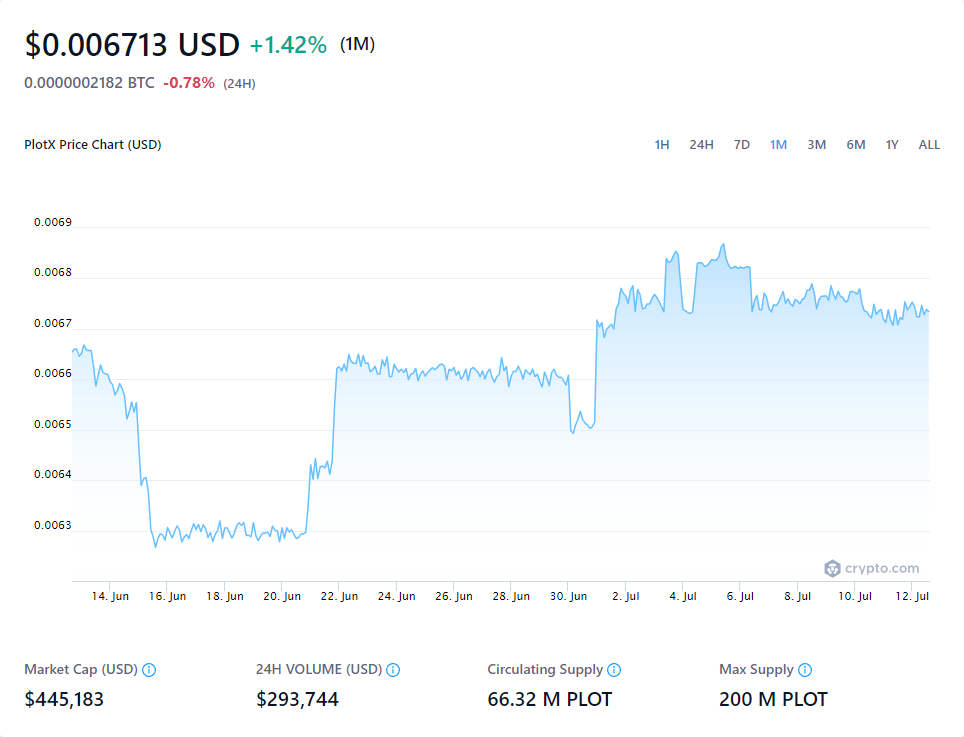 $0.006713 USD +1.42% (1M)
0.0000002182 BTC -0.78% (24H)
PlotX Price Chart (USD) 1H 24H 7D 1M 3M 6M 1Y ALL
0.0069
0.0068
0.0067
0.0066
0.0655
0.0064
0.0063
crypto.com
14. Jun 16. Jun 18. Jun 20. Jun 22. Jun 24. Jun 26. Jun 28. Jun 30. Jun 2. Jul 4. Jul 6. Jul 8. Jul 10. Jul 12. Jul
Market Cap (USD) 24H VOLUME (USD) Circulating Supply Max Supply
$445,183 $293,744 66.32 M PLOT 200 M PLOT